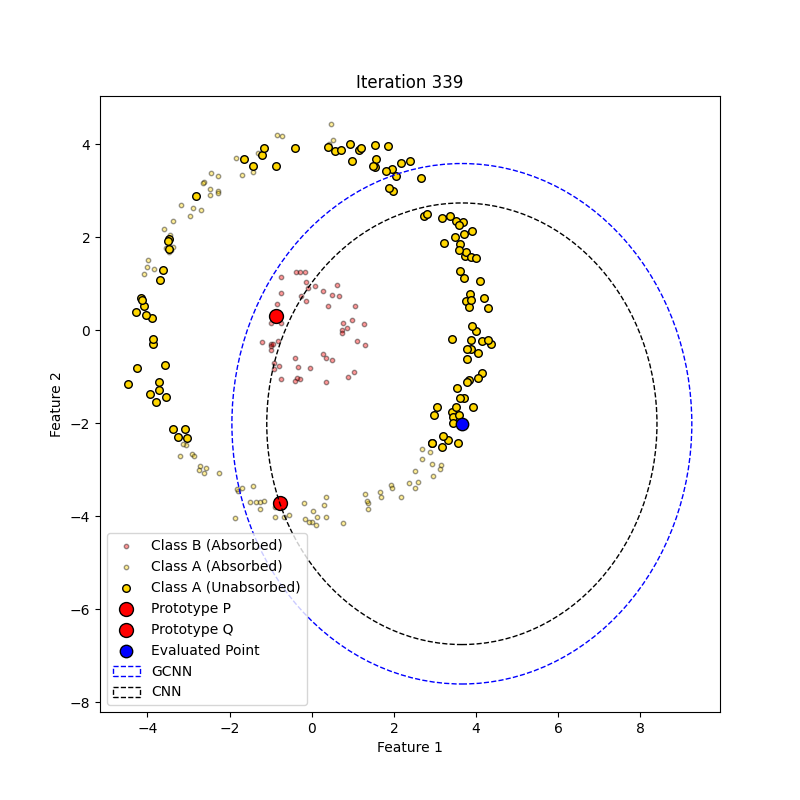 Iteration 339
Feature 2
4
2
0
−2
−4
−6
−8
Class B (Absorbed)
Class A (Absorbed)
Class A (Unabsorbed)
Prototype P
Prototype Q
Evaluated Point
GCNN
CNN
−4 −2 0 2 4 6 8
Feature 1